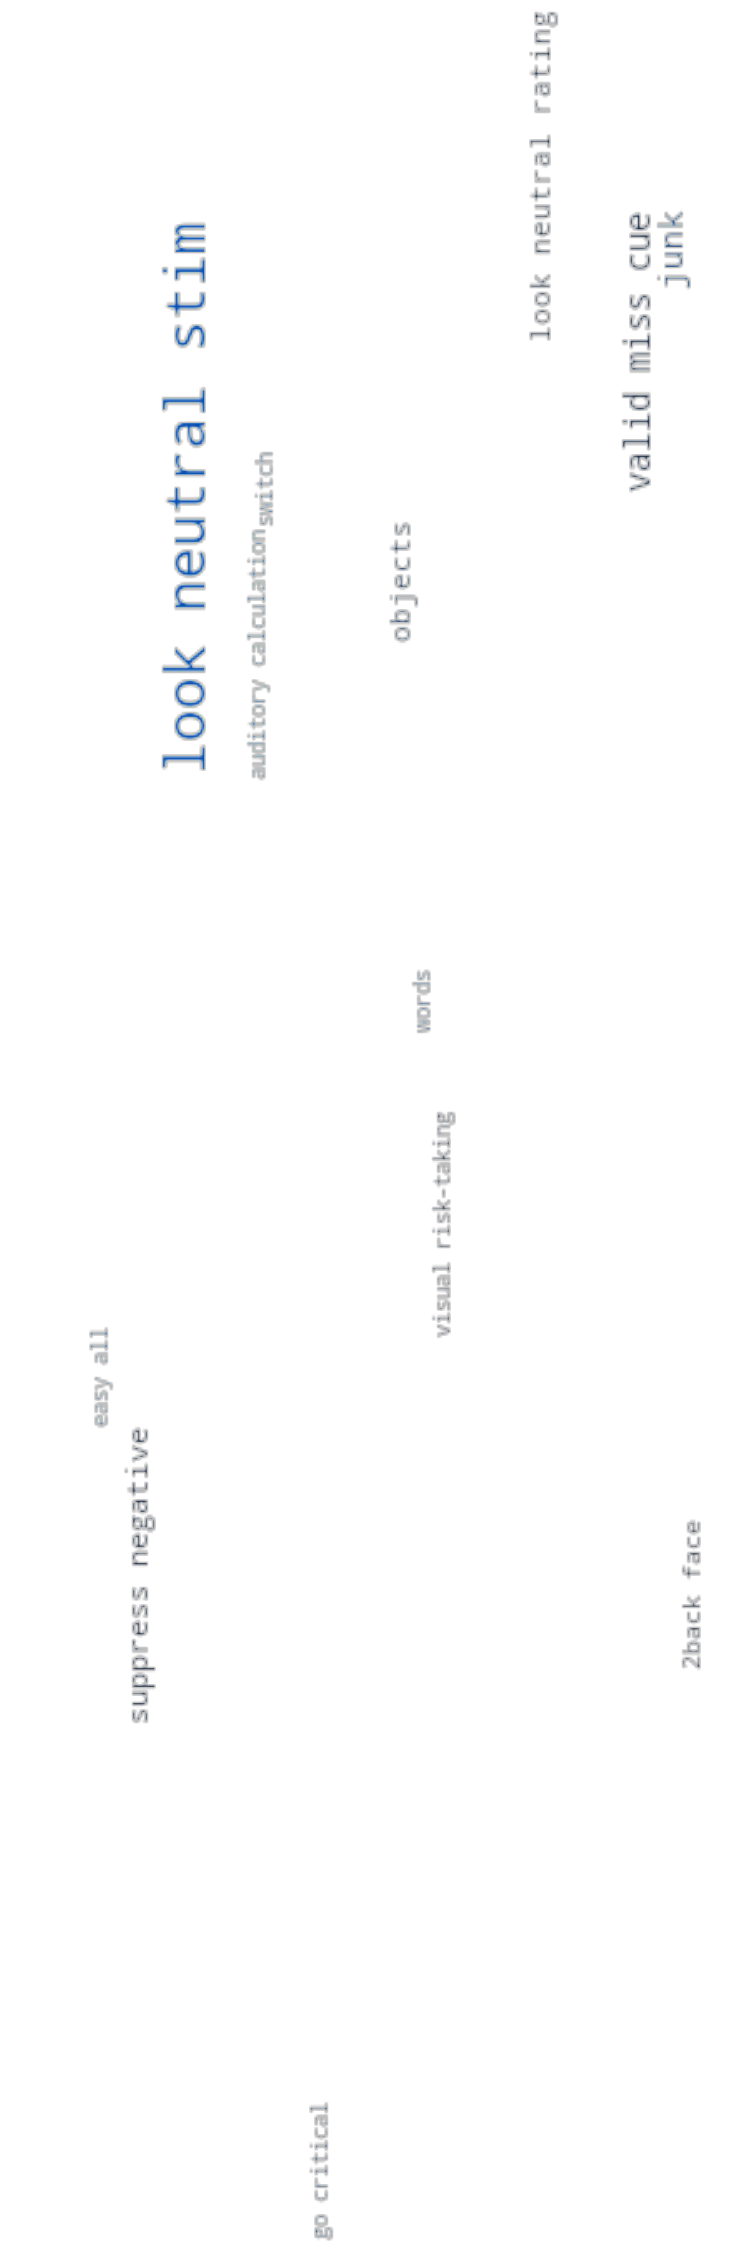 look neutral rating
valid miss cue
junk
look neutral stim
switch
auditory calculation
objects
words
visual risk-taking
easy all
suppress negative
2back face
go critical